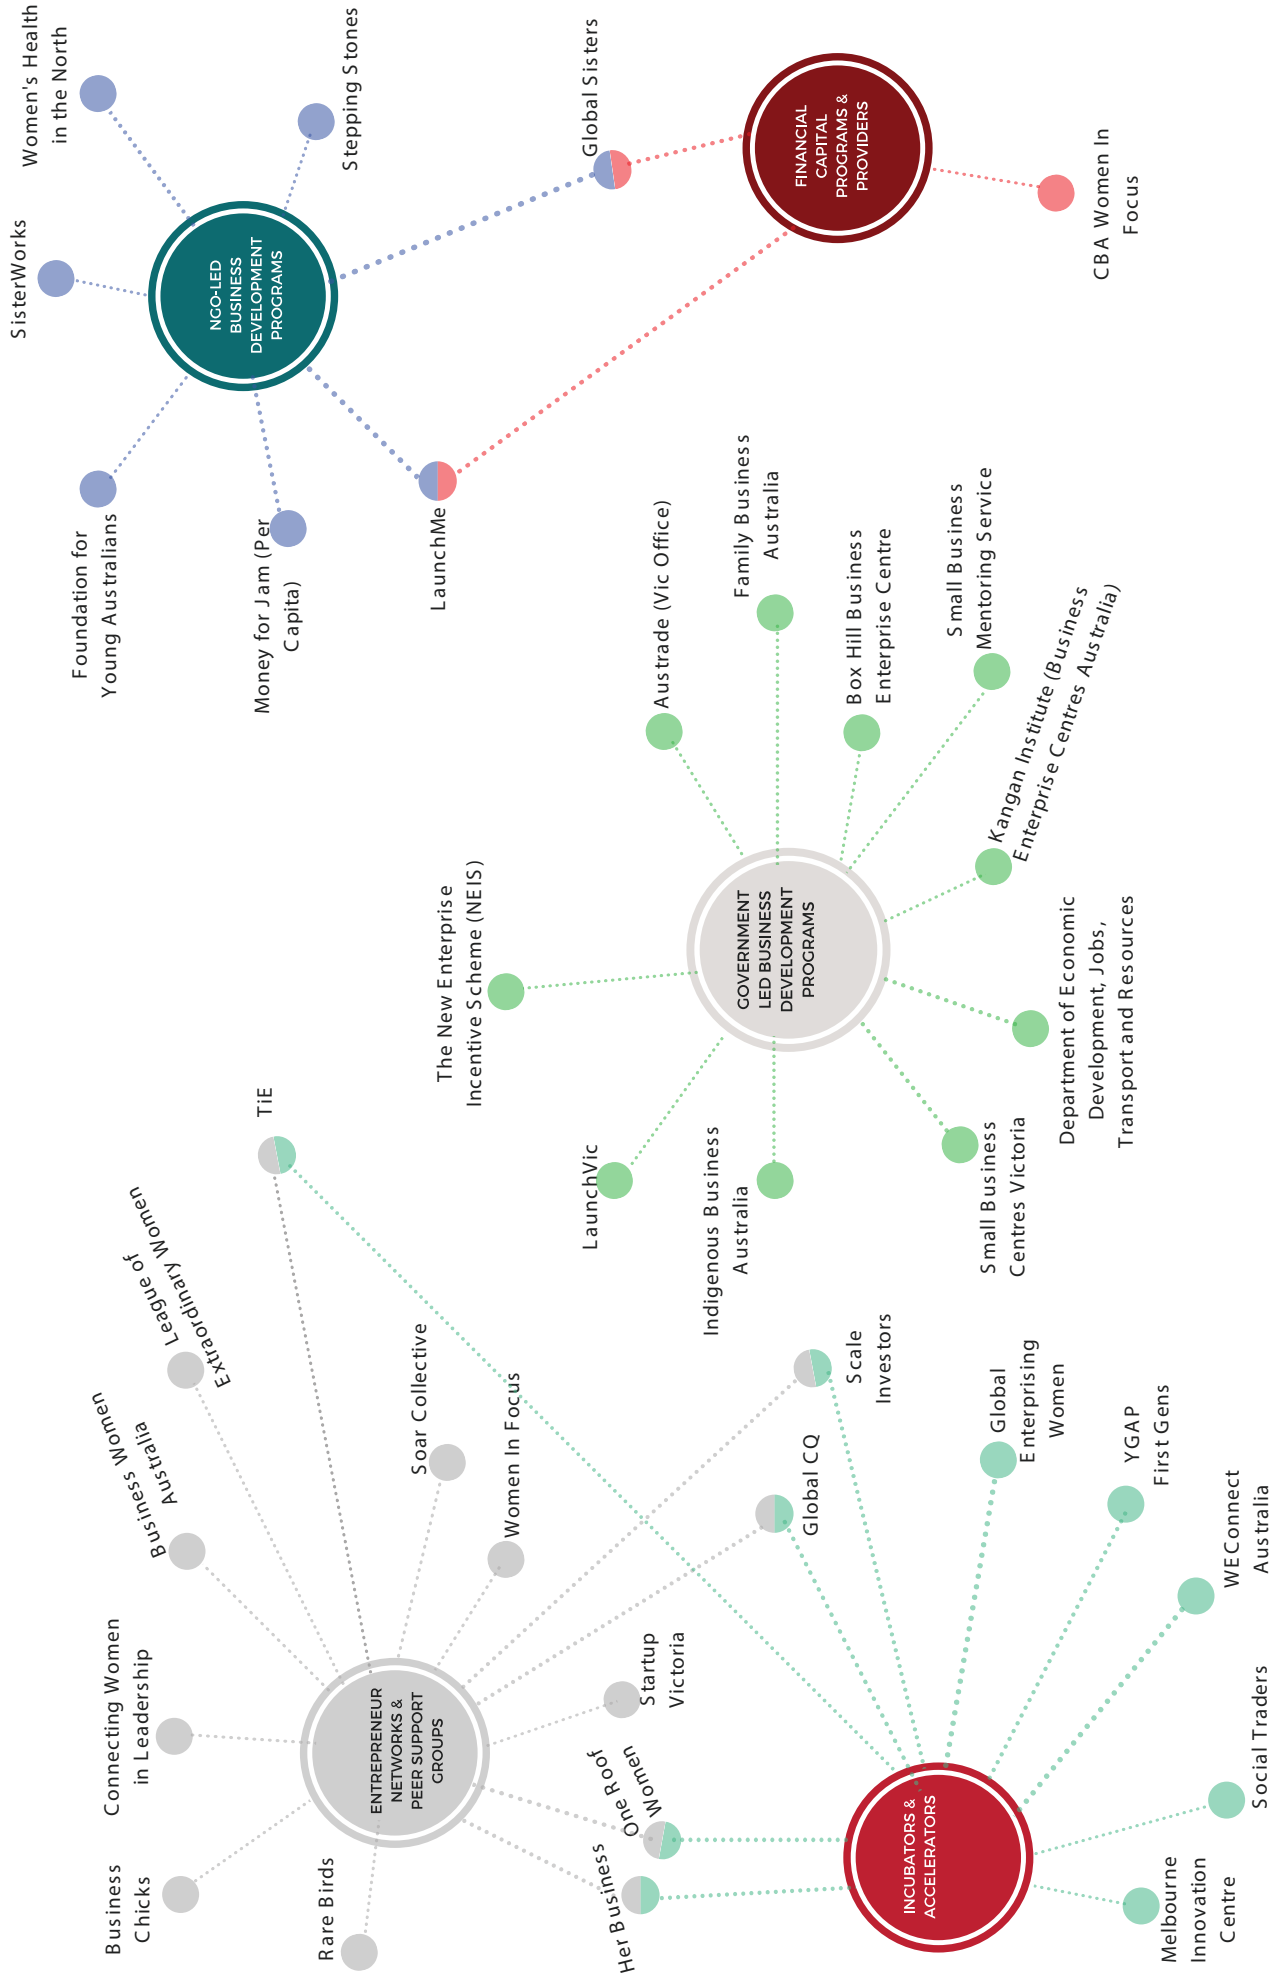 Business
Chicks
Connecting Women
in Leadership
Business Women
Australia
League of
Extraordinary Women
TiE
Rare Birds
ENTREPRENEUR
NETWORKS &
PEER SUPPORT
GROUPS
Soar Collective
Women In Focus
Startup
Victoria
Her Business
One Roof
Women
Global CQ
Scale
Investors
INCUBATORS &
ACCELERATORS
Global
Enterprising
Women
YGAP
First Gens
WEConnect
Australia
Social Traders
Melbourne
Innovation
Centre
The New Enterprise
Incentive Scheme (NEIS)
LaunchVic
Indigenous Business
Australia
GOVERNMENT
LED BUSINESS
DEVELOPMENT
PROGRAMS
Austrade (Vic Office)
Family Business
Australia
Box Hill Business
Enterprise Centre
Small Business
Mentoring Service
Kangan Institute (Business
Enterprise Centres Australia)
Department of Economic
Development, Jobs,
Transport and Resources
Small Business
Centres Victoria
Foundation for
Young Australians
SisterWorks
Women's Health
in the North
NGO-LED
BUSINESS
DEVELOPMENT
PROGRAMS
Stepping Stones
Money for Jam (Per
Capita)
LaunchMe
Global Sisters
FINANCIAL
CAPITAL
PROGRAMS &
PROVIDERS
CBA Women In
Focus